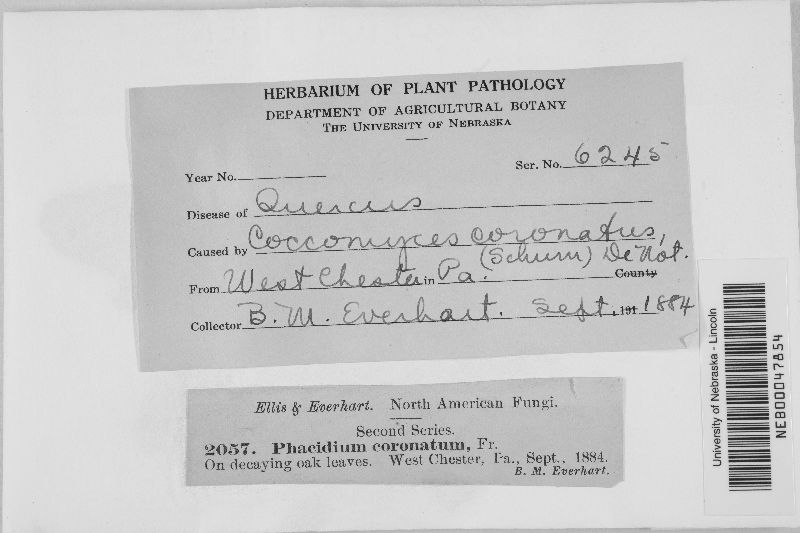 HERBARIUM OF PLANT PATHOLOGY
DEPARTMENT OF AGRICULTURAL BOTANY
THE UNIVERSITY OF NEBRASKA
Year No. Ser. No. 6245
Disease of Quercus
Caused by Coccomyces coronatus,
(Schum) De Not.
From West Chester in Pa. County
Collector B. M. Everhart. Sept. 191 1884
Ellis & Everhart. North American Fungi.
Second Series.
2057. Phacidium coronatum, Fr.
On decaying oak leaves. West Chester, Pa., Sept., 1884.
B. M. Everhart.
University of Nebraska - Lincoln
NEB00047854